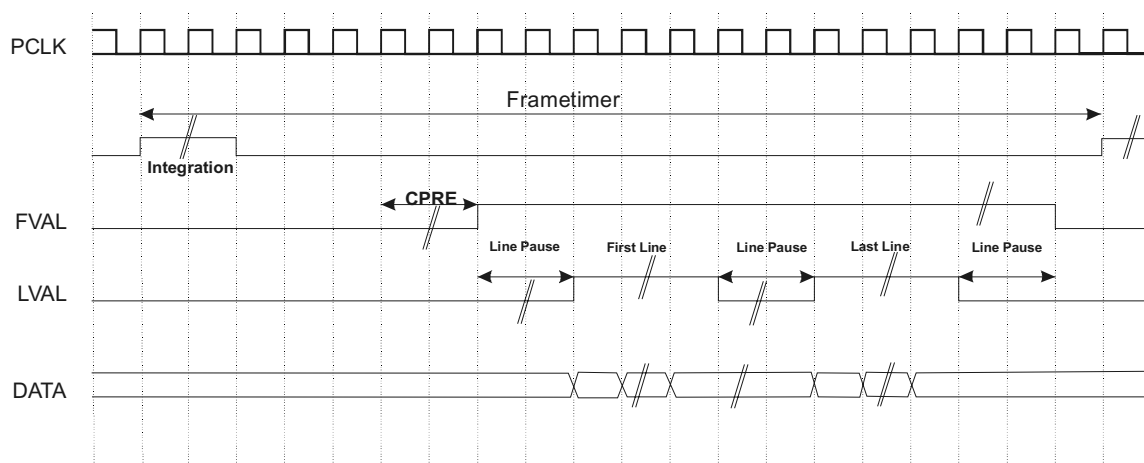 PCLK
Frametimer
Integration
CPRE
FVAL
Line Pause First Line Line Pause Last Line Line Pause
LVAL
DATA